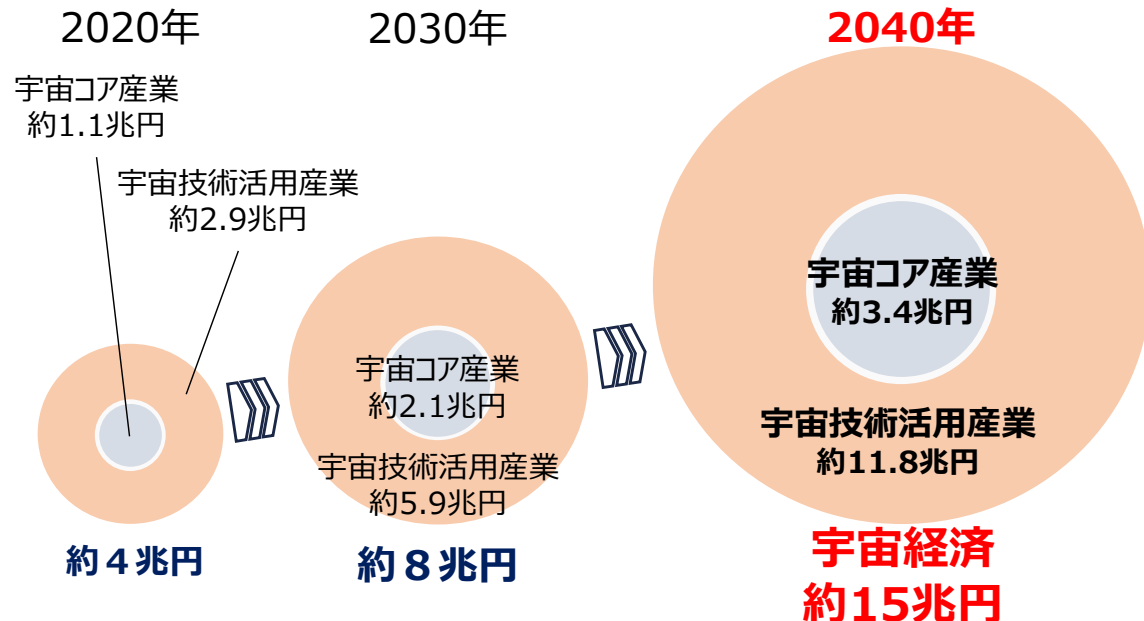 2020年
宇宙コア産業
約1.1兆円
宇宙技術活用産業
約2.9兆円
約４兆円
2030年
宇宙コア産業
約2.1兆円
宇宙技術活用産業
約5.9兆円
約８兆円
2040年
宇宙コア産業
約3.4兆円
宇宙技術活用産業
約11.8兆円
宇宙経済
約15兆円